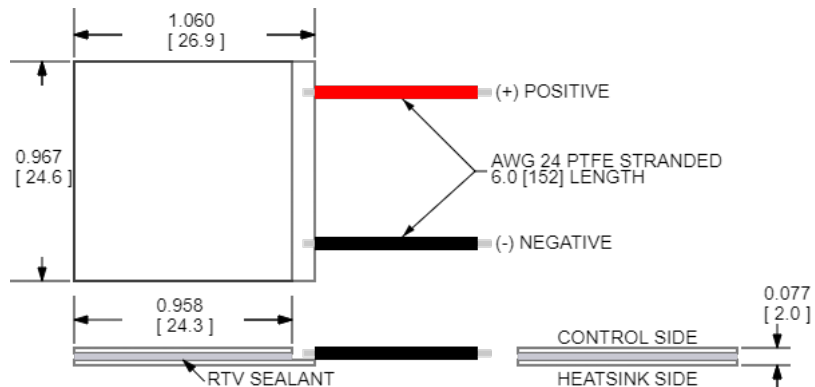 1.060
[ 26.9 ]
(+) POSITIVE
0.967
[ 24.6 ]
AWG 24 PTFE STRANDED
6.0 [152] LENGTH
(-) NEGATIVE
0.958
[ 24.3 ]
0.077
[ 2.0 ]
CONTROL SIDE
RTV SEALANT
HEATSINK SIDE